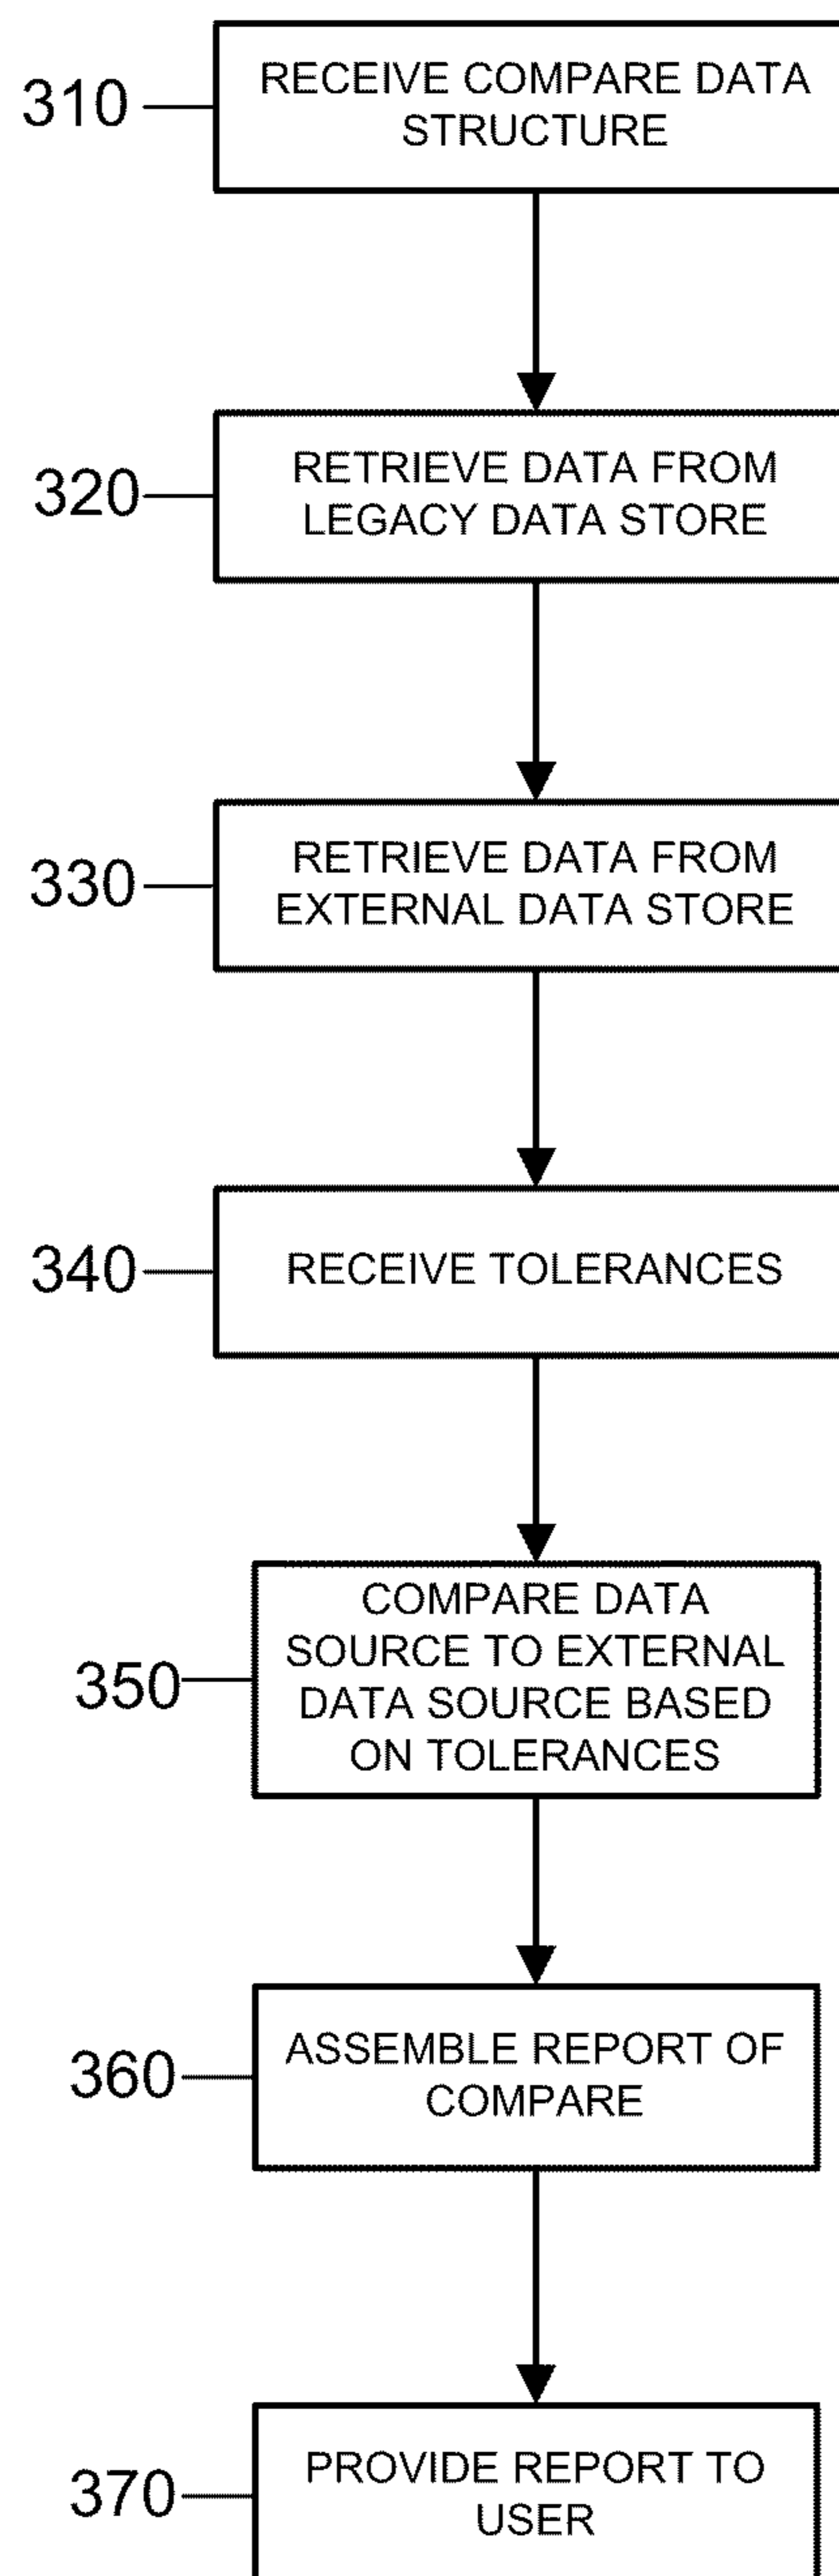 310
RECEIVE COMPARE DATA
STRUCTURE
320
RETRIEVE DATA FROM
LEGACY DATA STORE
330
RETRIEVE DATA FROM
EXTERNAL DATA STORE
340
RECEIVE TOLERANCES
350
COMPARE DATA
SOURCE TO EXTERNAL
DATA SOURCE BASED
ON TOLERANCES
360
ASSEMBLE REPORT OF
COMPARE
370
PROVIDE REPORT TO
USER